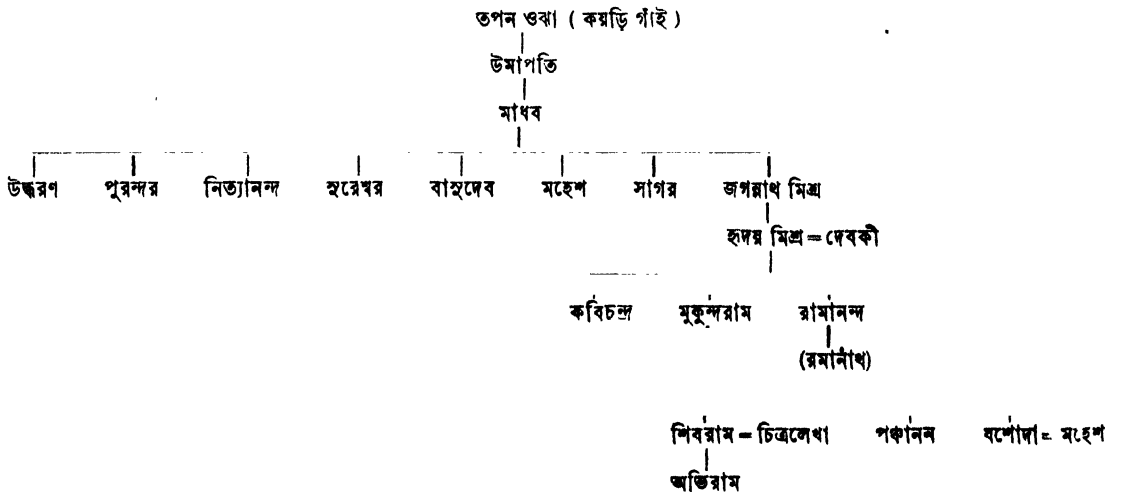 তপন ওঝা ( কয়ড়ি গাঁই )
উমাপতি
মাধব
উদ্ধরণ পুরন্দর নিত্যানন্দ সুরেশ্বর বাসুদেব মহেশ সাগর জগন্নাথ মিশ্র
হৃদয় মিশ্র = দেবকী
কবিচন্দ্র মুকুন্দরাম রামানন্দ
(রমানাথ)
শিবরাম = চিত্রলেখা পঞ্চানন যশোদা = মহেশ
অভিরাম